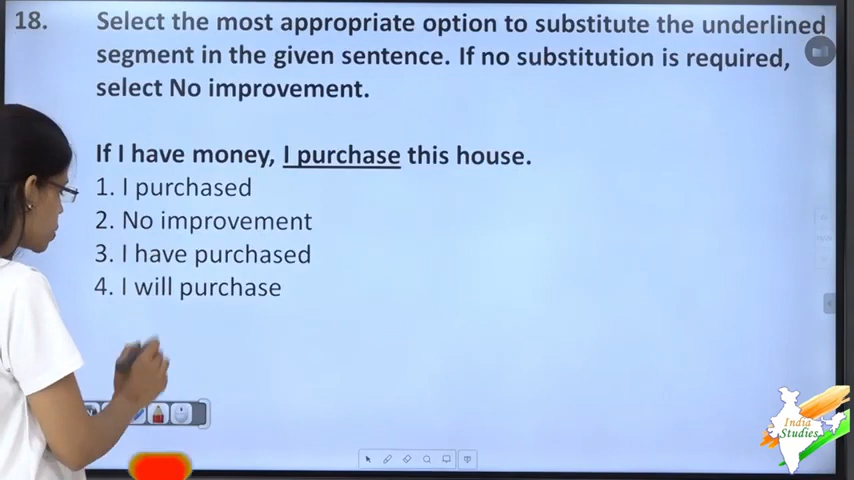 18. Select the most appropriate option to substitute the underlined
segment in the given sentence. If no substitution is required,
select No improvement.
If I have money, I purchase this house.
1. I purchased
2. No improvement
3. I have purchased
4. I will purchase
India
Studies